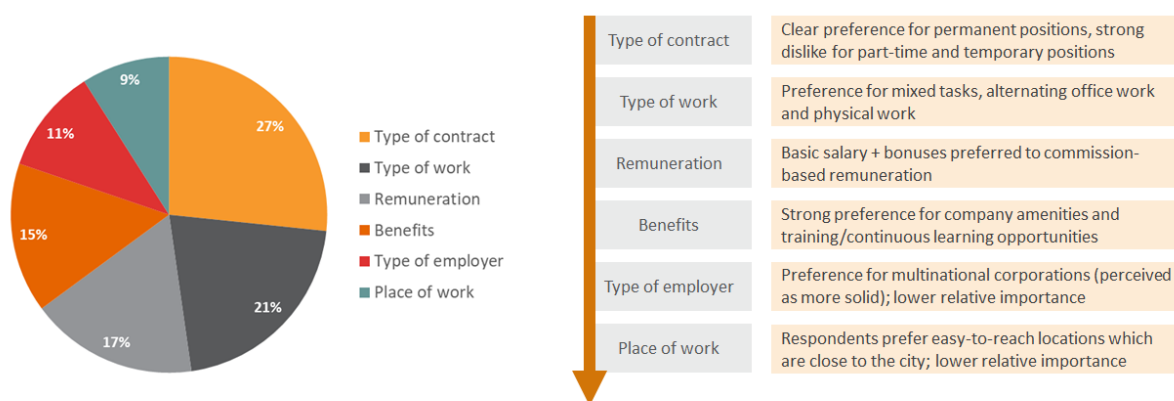 9%
27%
11%
15%
21%
17%
Type of contract
Type of work
Remuneration
Benefits
Type of employer
Place of work
Type of contract
Clear preference for permanent positions, strong
dislike for part-time and temporary positions
Type of work
Preference for mixed tasks, alternating office work
and physical work
Remuneration
Basic salary + bonuses preferred to commission-
based remuneration
Benefits
Strong preference for company amenities and
training/continuous learning opportunities
Type of employer
Preference for multinational corporations (perceived
as more solid); lower relative importance
Place of work
Respondents prefer easy-to-reach locations which
are close to the city; lower relative importance